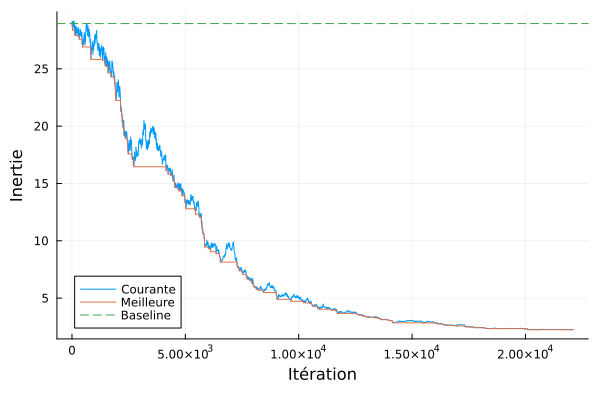 25
20
15
10
5
Inertie
Courante
Meilleure
Baseline
0
5.00×10³
1.00×10⁴
1.50×10⁴
2.00×10⁴
Itération